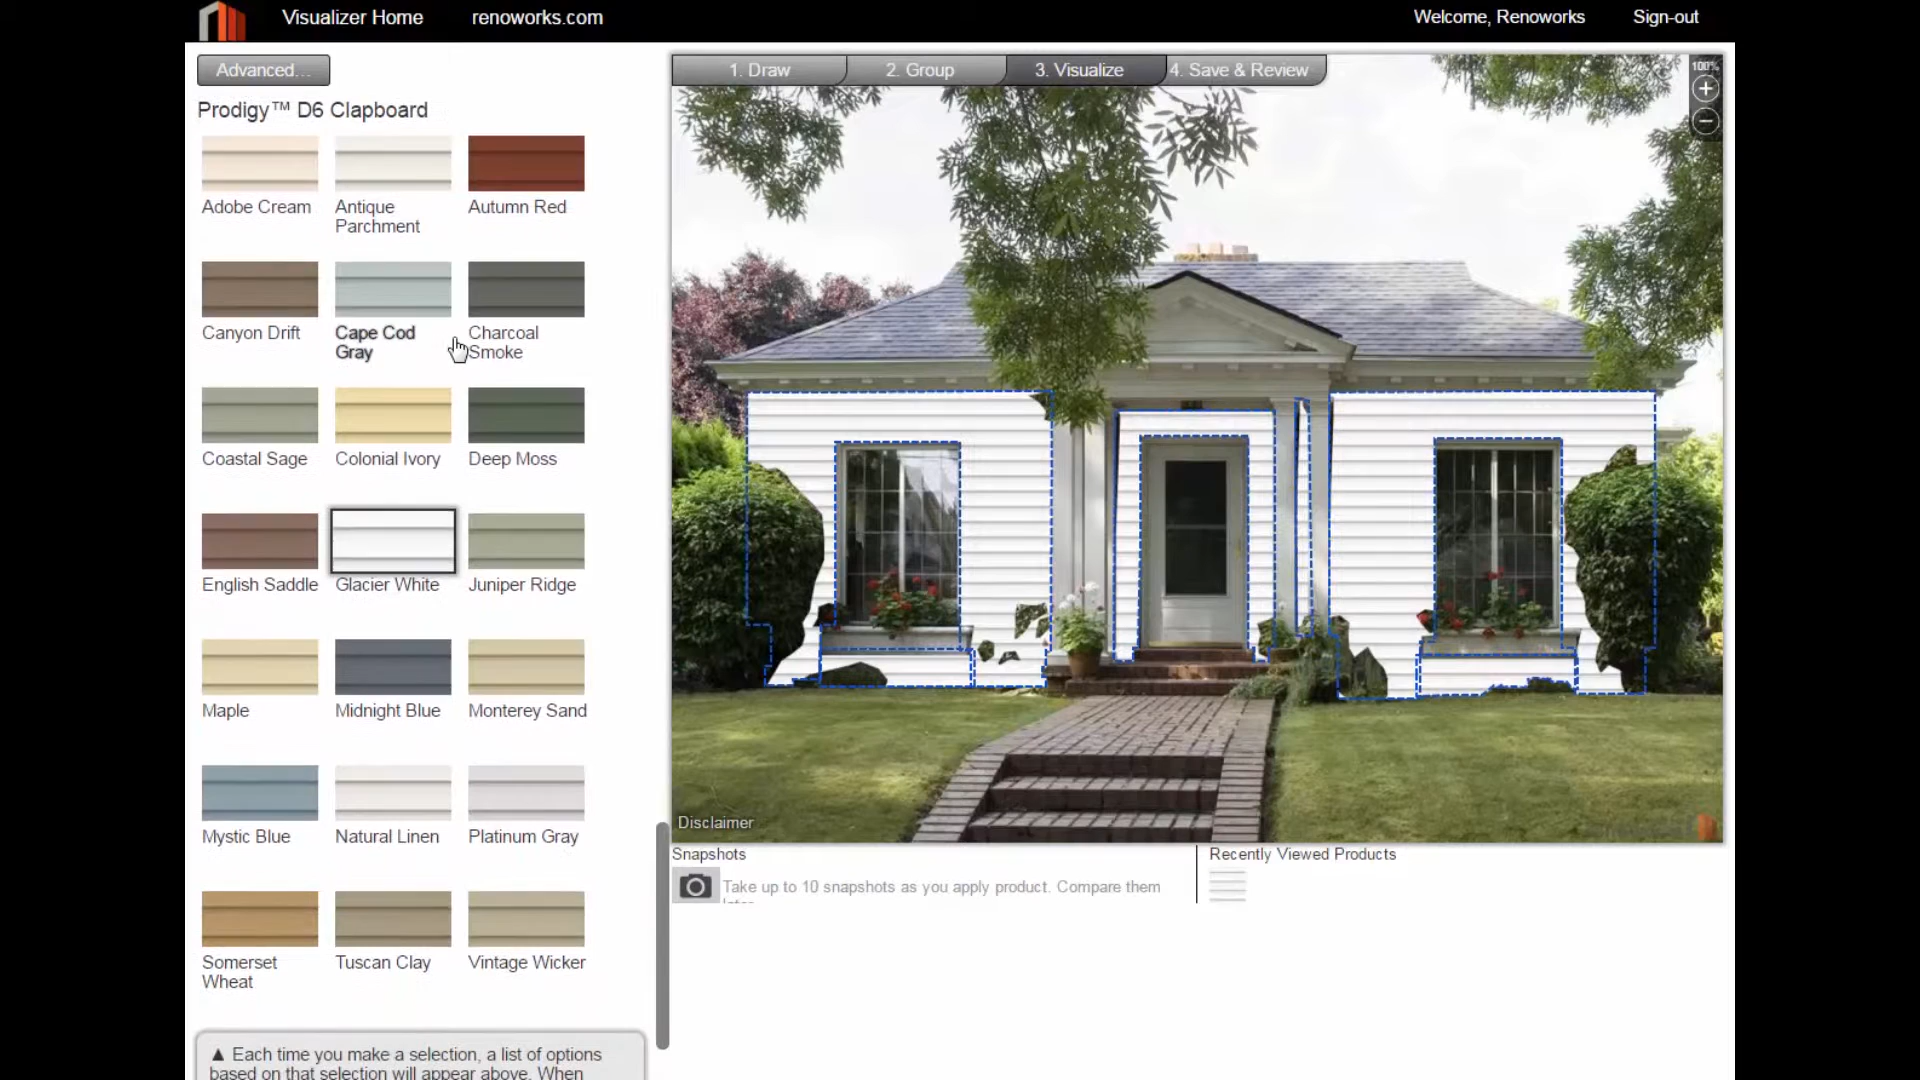 Visualizer Home
renoworks.com
Welcome, Renoworks
Sign-out
Advanced...
1. Draw
2. Group
3. Visualize
4. Save & Review
100%
Prodigy™ D6 Clapboard
Adobe Cream
Antique
Parchment
Autumn Red
Canyon Drift
Cape Cod
Gray
Charcoal
Smoke
Coastal Sage
Colonial Ivory
Deep Moss
English Saddle
Glacier White
Juniper Ridge
Maple
Midnight Blue
Monterey Sand
Mystic Blue
Natural Linen
Platinum Gray
Somerset
Wheat
Tuscan Clay
Vintage Wicker
▲ Each time you make a selection, a list of options
based on that selection will appear above. When
Disclaimer
Snapshots
Take up to 10 snapshots as you apply product. Compare them
Recently Viewed Products